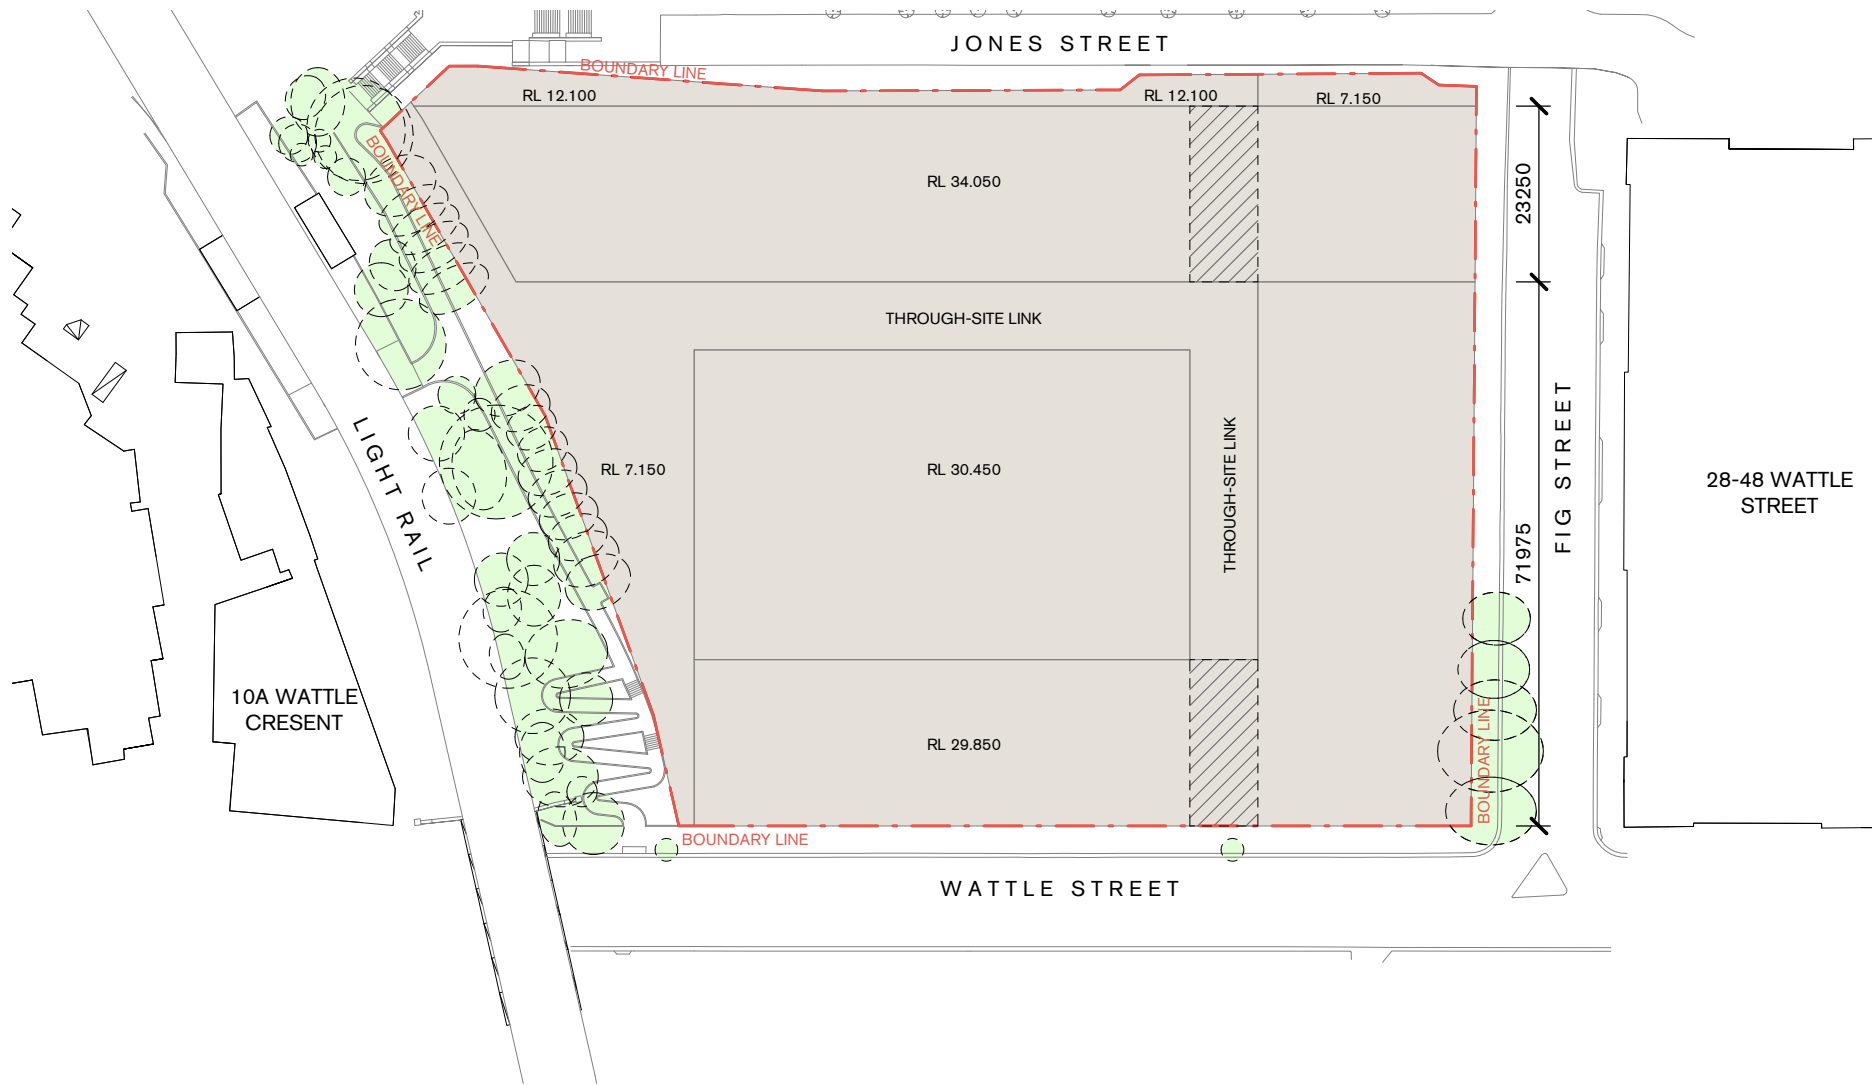 JONES STREET
BOUNDARY LINE
RL 12.100
RL 12.100
RL 7.150
BOUNDARY LINE
RL 34.050
23250
THROUGH-SITE LINK
LIGHT RAIL
RL 7.150
RL 30.450
THROUGH-SITE LINK
71975
FIG STREET
28-48 WATTLE
STREET
10A WATTLE
CRESENT
RL 29.850
BOUNDARY LINE
BOUNDARY LINE
WATTLE STREET